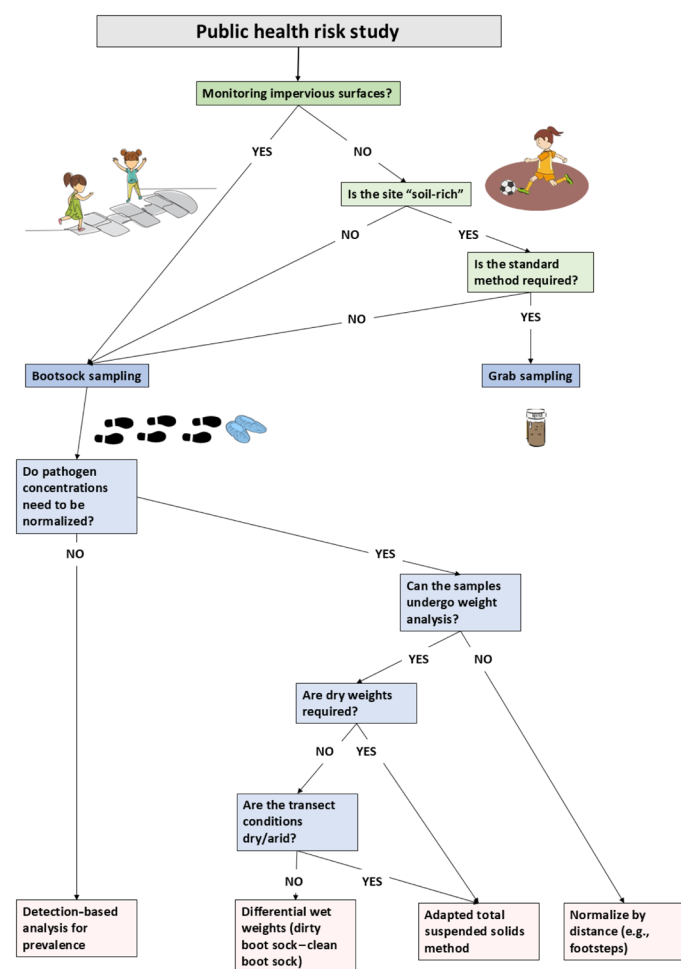 Public health risk study
Monitoring impervious surfaces?
YES
NO
Is the site “soil-rich”
NO
YES
Is the standard
method required?
NO
YES
Bootsock sampling
Grab sampling
Do pathogen
concentrations
need to be
normalized?
NO
YES
Can the samples
undergo weight
analysis?
YES
NO
Are dry weights
required?
NO
YES
Are the transect
conditions
dry/arid?
NO
YES
Detection-based
analysis for
prevalence
Differential wet
weights (dirty
boot sock–clean
boot sock)
Adapted total
suspended solids
method
Normalize by
distance (e.g.,
footsteps)